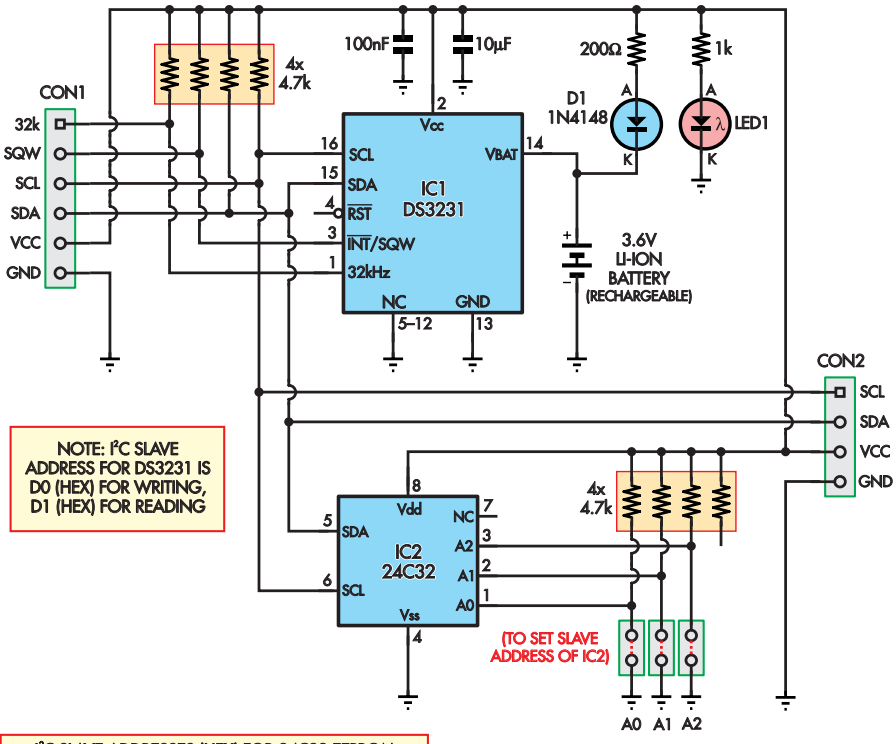 100nF
10µF
200Ω
1k
4x
4.7k
CON1
32k
SQW
SCL
SDA
VCC
GND
2
Vcc
16
SCL
15
SDA
4
RST
3
INT/SQW
1
32kHz
IC1
DS3231
14
VBAT
NC
GND
5–12
13
A
D1
1N4148
K
A
λ
LED1
K
+
3.6V
LI-ION
BATTERY
(RECHARGEABLE)
–
CON2
SCL
SDA
VCC
GND
NOTE: I²C SLAVE
ADDRESS FOR DS3231 IS
D0 (HEX) FOR WRITING,
D1 (HEX) FOR READING
8
Vdd
5
SDA
IC2
24C32
6
SCL
Vss
4
NC
7
A2
3
A1
2
A0
1
4x
4.7k
(TO SET SLAVE
ADDRESS OF IC2)
A0 A1 A2